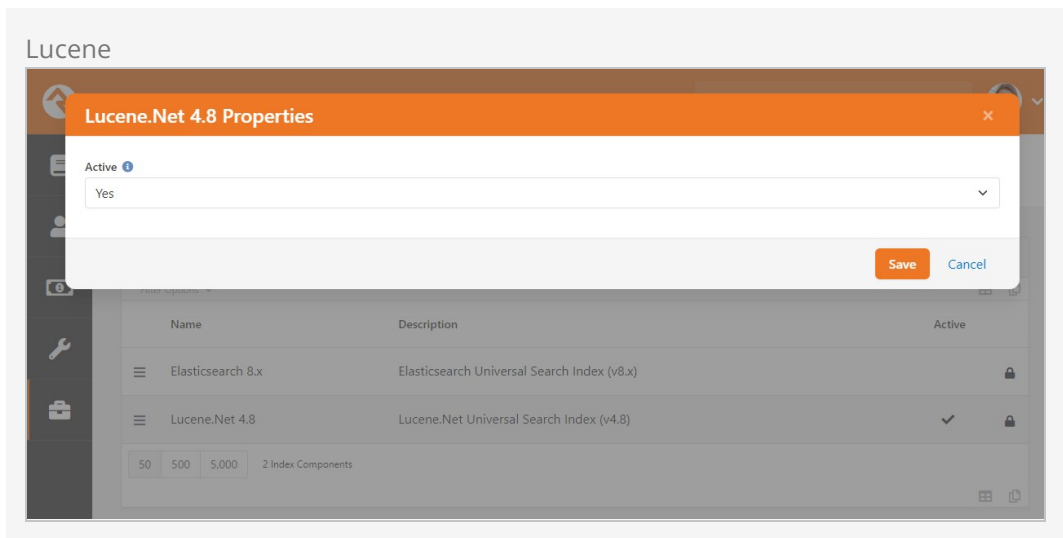 Lucene
Lucene.Net 4.8 Properties
×
Active
Yes
Save Cancel
Filter Options
Name Description Active
Elasticsearch 8.x Elasticsearch Universal Search Index (v8.x)
Lucene.Net 4.8 Lucene.Net Universal Search Index (v4.8)
50 500 5,000 2 Index Components